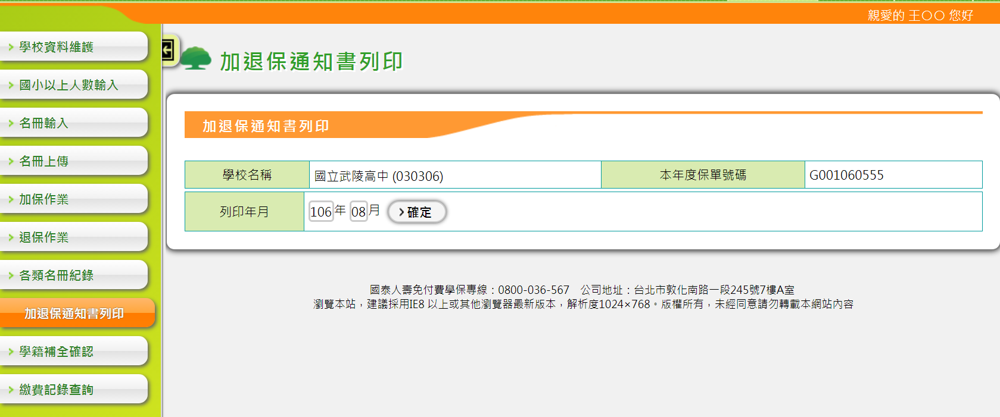 親愛的 王〇〇 您好
學校資料維護
國小以上人數輸入
名冊輸入
名冊上傳
加保作業
退保作業
各類名冊紀錄
加退保通知書列印
學籍補全確認
繳費記錄查詢
加退保通知書列印
加退保通知書列印
學校名稱 國立武陵高中 (030306) 本年度保單號碼 G001060555
列印年月 106 年 08 月 確定
國泰人壽免付費學保專線：0800-036-567 公司地址：台北市敦化南路一段245號7樓A室
瀏覽本站，建議採用IE8 以上或其他瀏覽器最新版本，解析度1024×768。版權所有，未經同意請勿轉載本網站內容